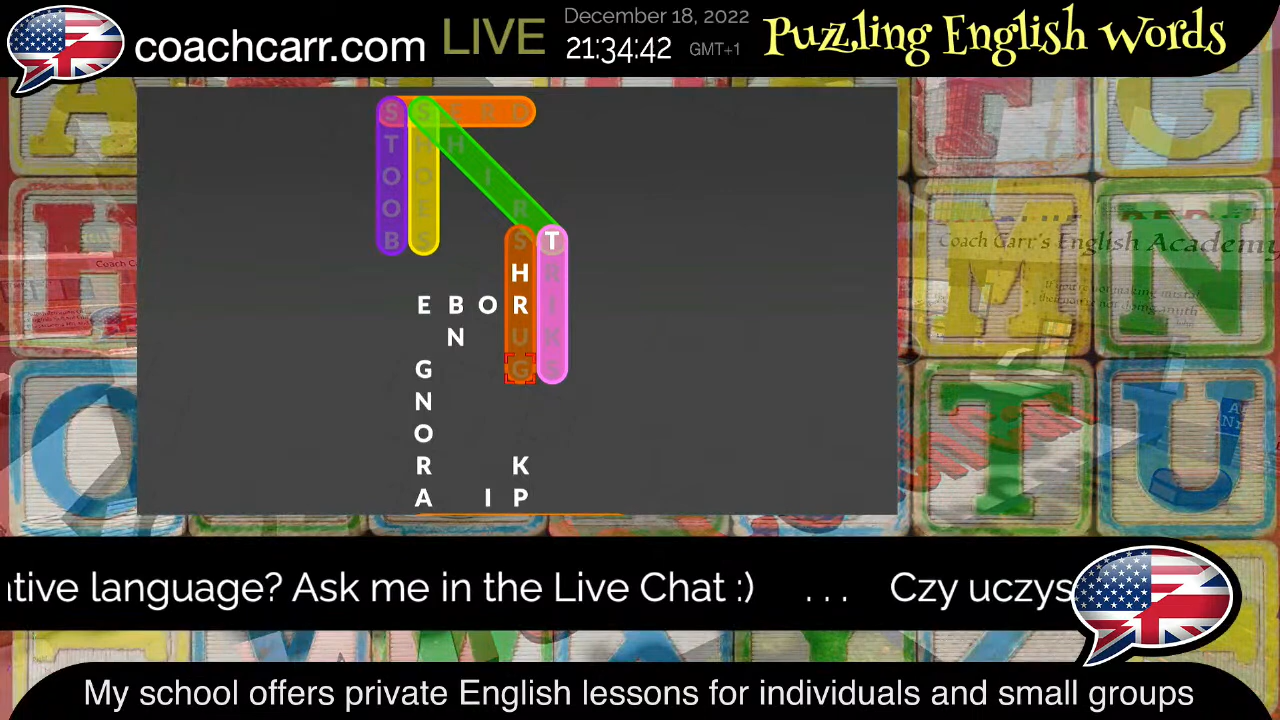 coachcarr.com
LIVE
December 18, 2022
21:34:42 GMT+1
Puzzling English Words
S S E R D
T H H
O O I
O E R
B S S T
H R
E B O R I
N U K
G G S
N
O
R K
A I P
Coach Carr's English Academy
ative language? Ask me in the Live Chat :) . . . Czy uczys
My school offers private English lessons for individuals and small groups